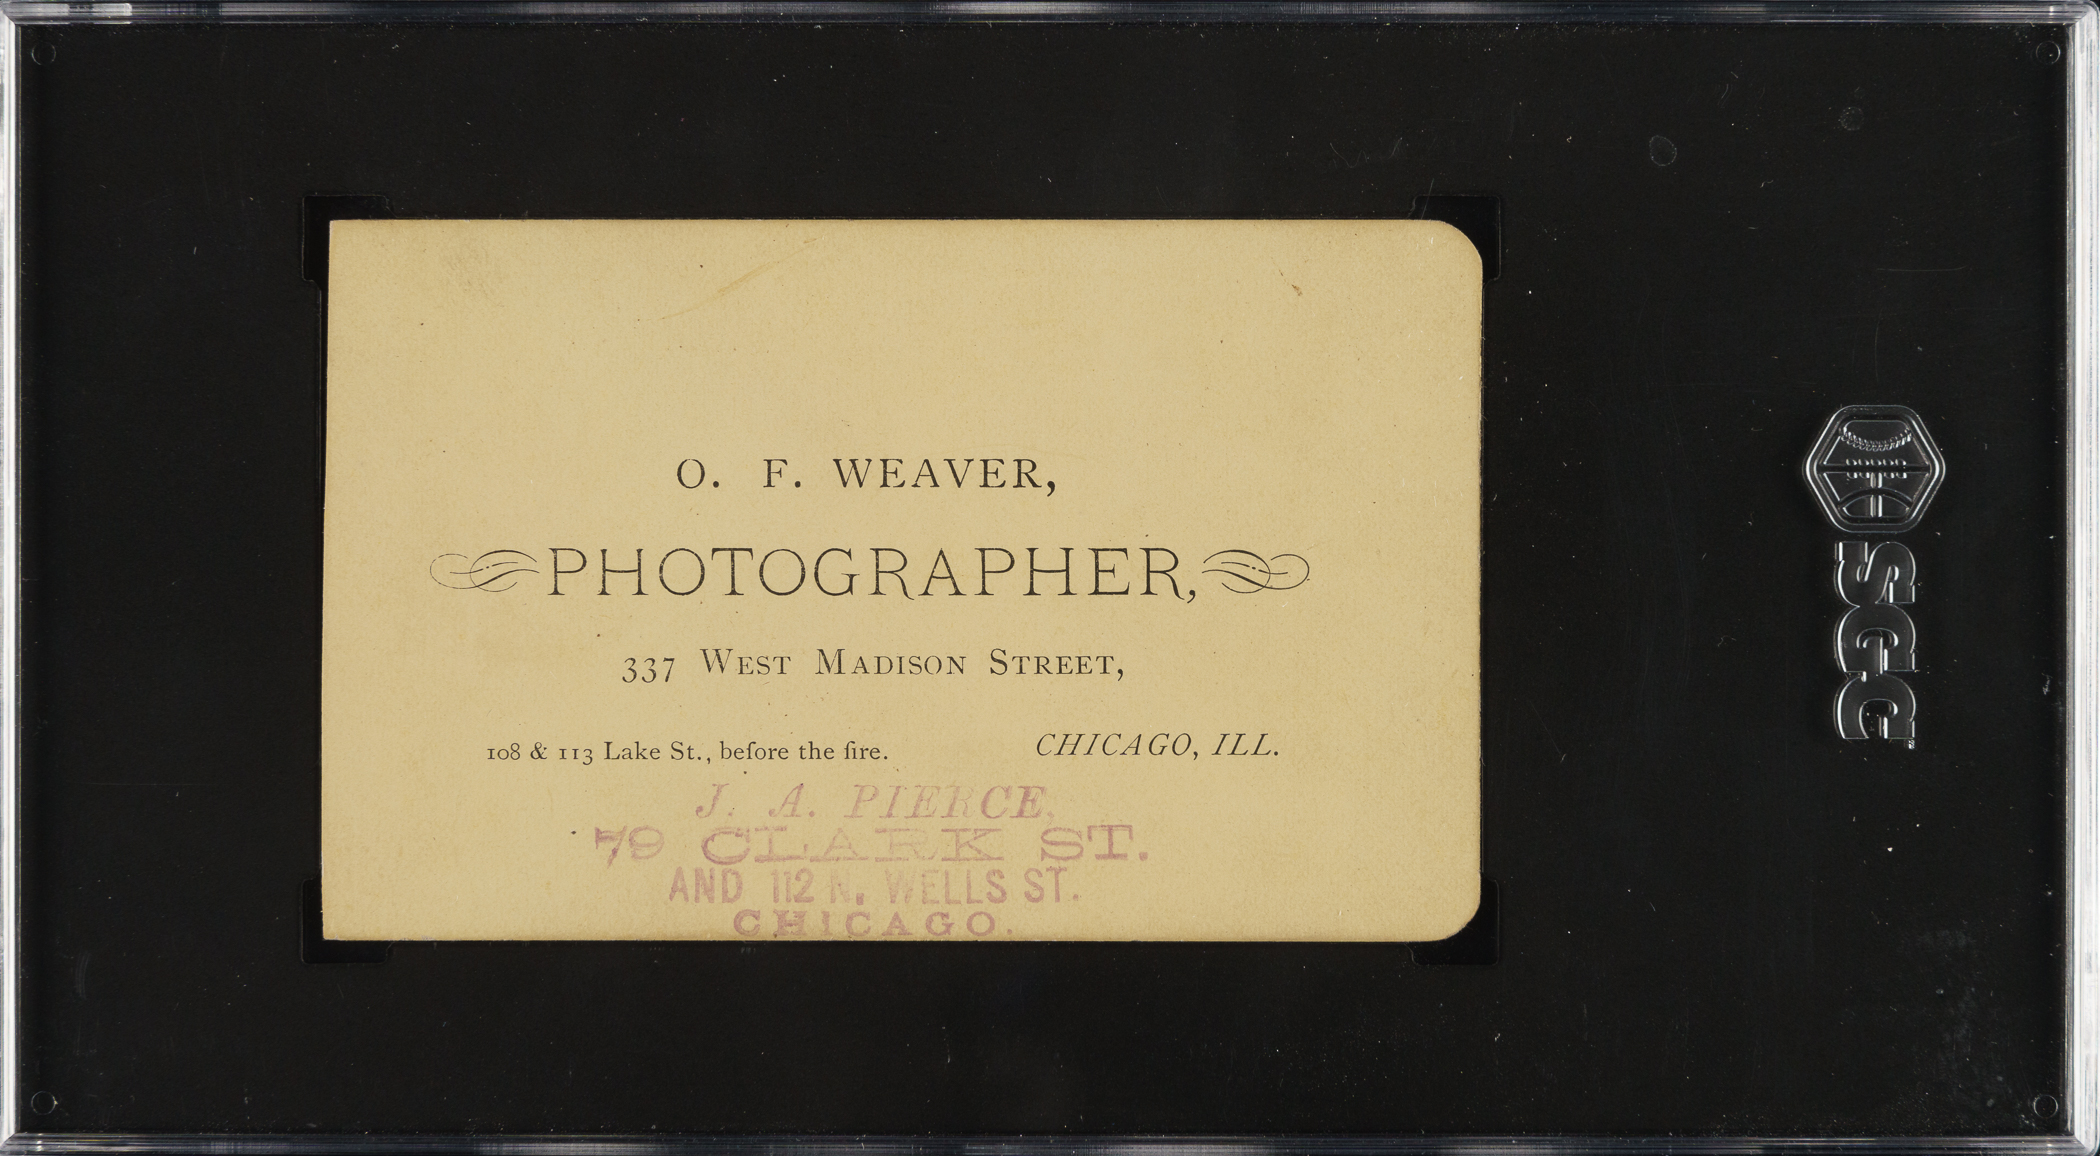 O. F. WEAVER,
PHOTOGRAPHER,
337 WEST MADISON STREET,
108 & 113 Lake St., before the fire. CHICAGO, ILL.
J. A. PIERCE,
79 CLARK ST.
AND 112 N. WELLS ST.
CHICAGO.
SGC